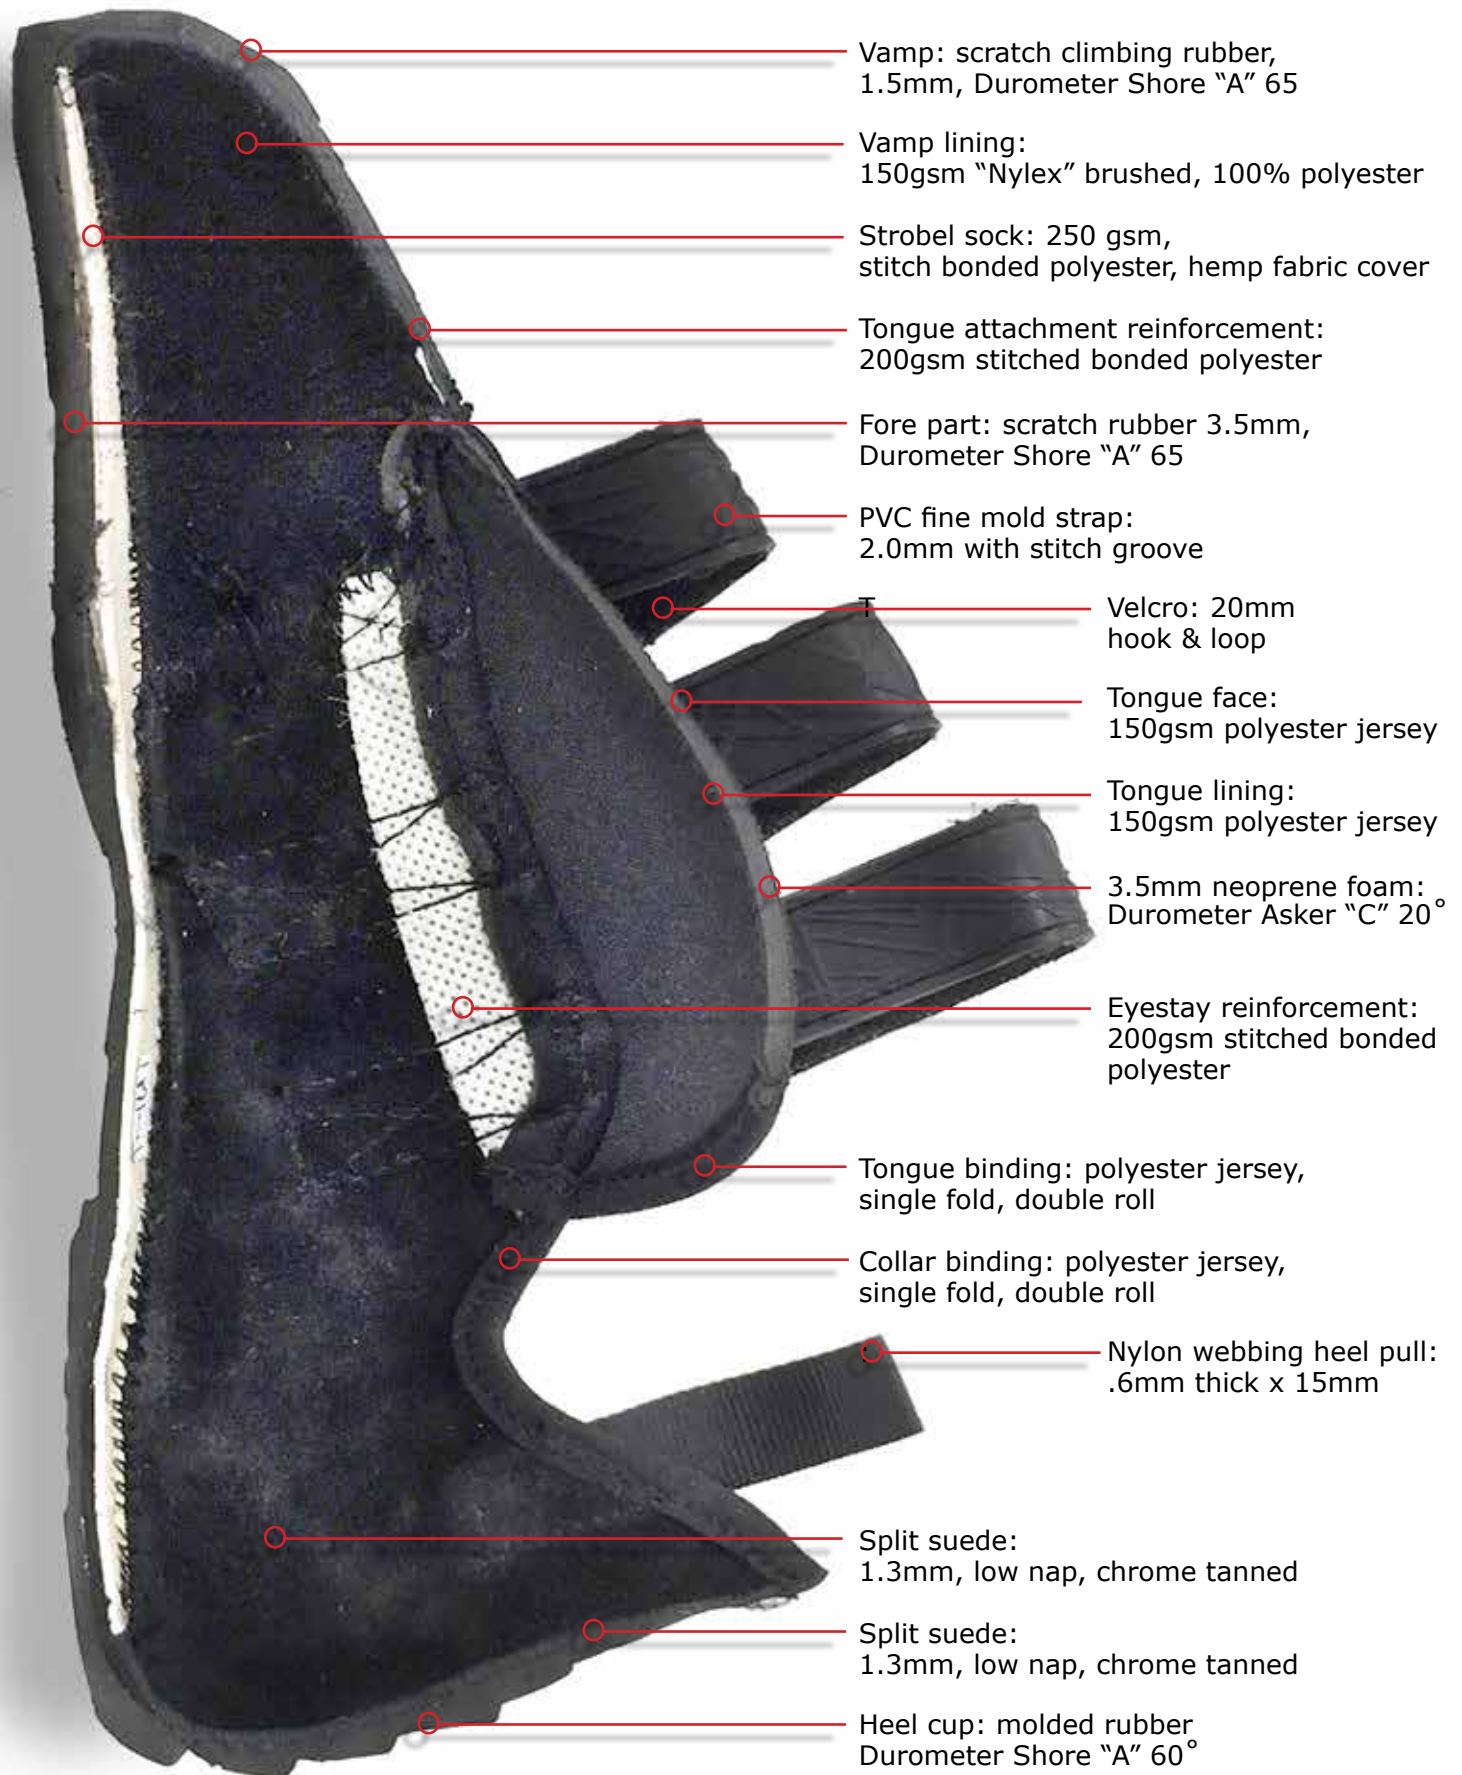 Vamp: scratch climbing rubber,
1.5mm, Durometer Shore “A” 65
Vamp lining:
150gsm “Nylex” brushed, 100% polyester
Strobel sock: 250 gsm,
stitch bonded polyester, hemp fabric cover
Tongue attachment reinforcement:
200gsm stitched bonded polyester
Fore part: scratch rubber 3.5mm,
Durometer Shore “A” 65
PVC fine mold strap:
2.0mm with stitch groove
T
Velcro: 20mm
hook & loop
Tongue face:
150gsm polyester jersey
Tongue lining:
150gsm polyester jersey
3.5mm neoprene foam:
Durometer Asker “C” 20˚
Eyestay reinforcement:
200gsm stitched bonded
polyester
Tongue binding: polyester jersey,
single fold, double roll
Collar binding: polyester jersey,
single fold, double roll
Nylon webbing heel pull:
.6mm thick x 15mm
Split suede:
1.3mm, low nap, chrome tanned
Split suede:
1.3mm, low nap, chrome tanned
Heel cup: molded rubber
Durometer Shore “A” 60˚